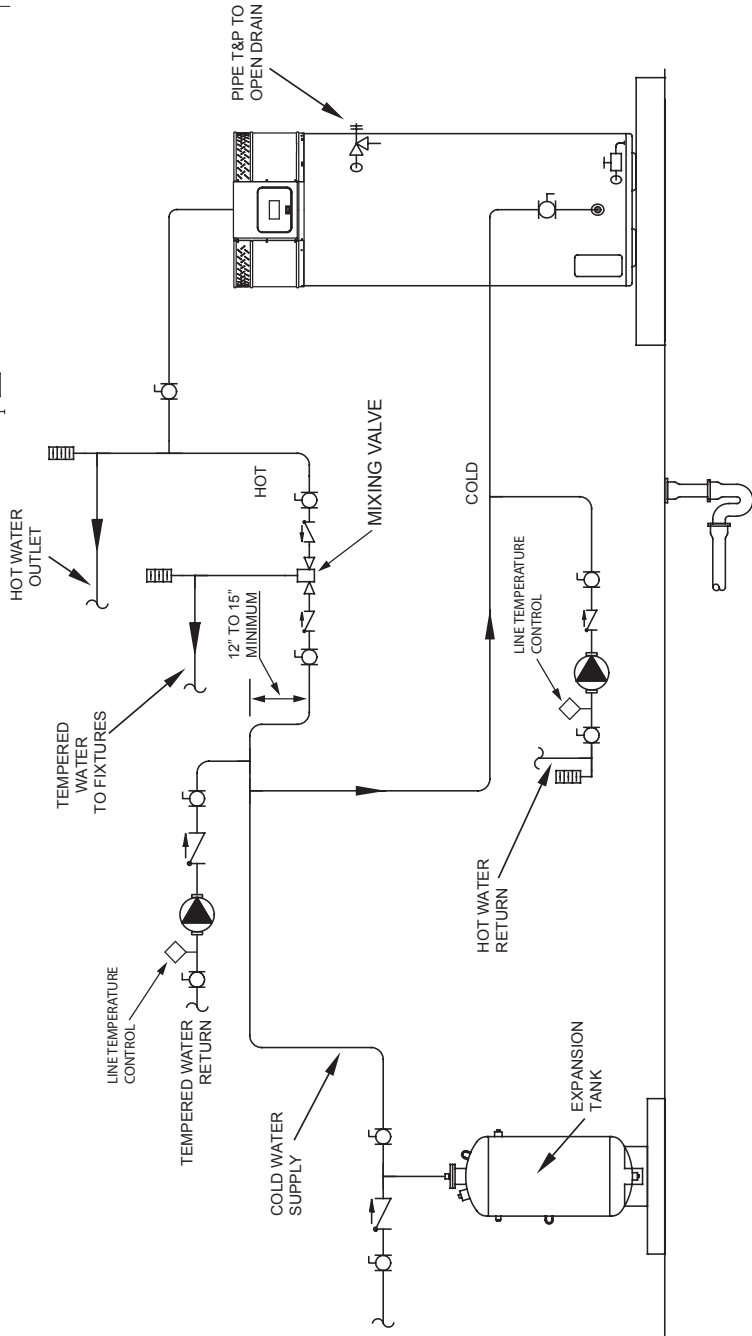 PIPE T&P TO
OPEN DRAIN
HOT WATER
OUTLET
HOT
MIXING VALVE
TEMPERED
WATER
TO FIXTURES
12" TO 15"
MINIMUM
COLD
LINE TEMPERATURE
CONTROL
LINE TEMPERATURE
CONTROL
TEMPERED WATER
RETURN
HOT WATER
RETURN
COLD WATER
SUPPLY
EXPANSION
TANK